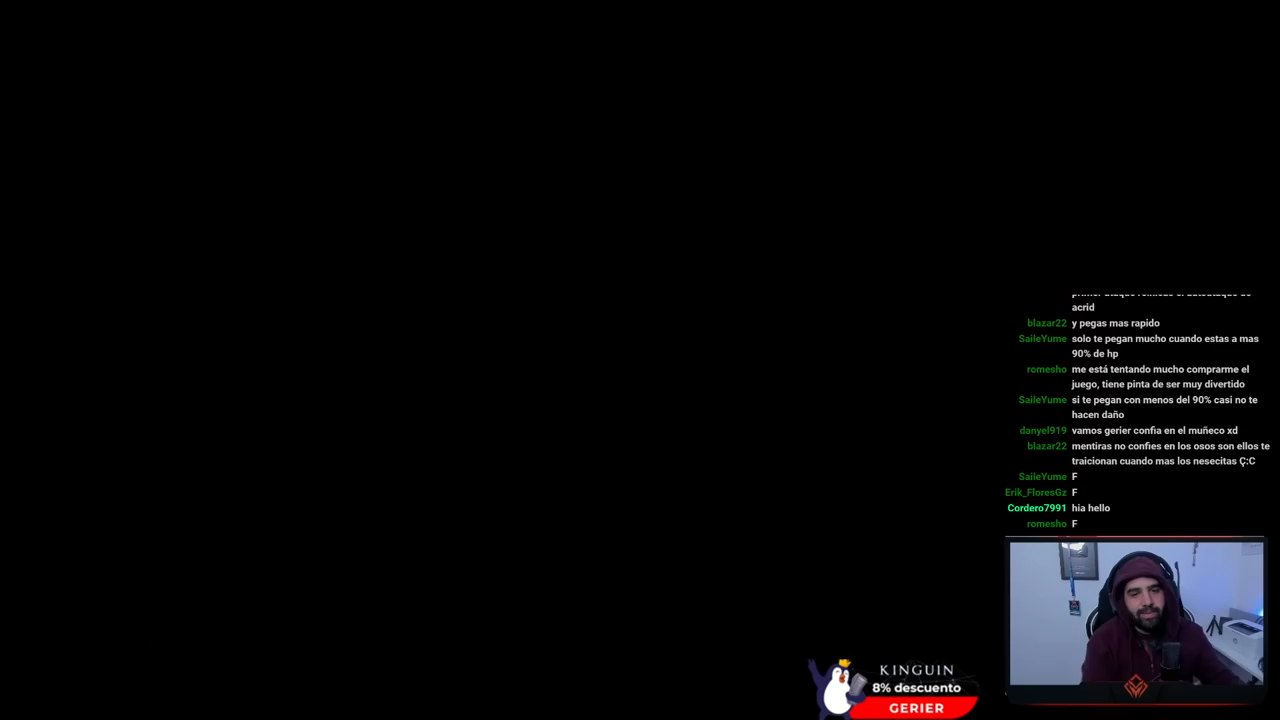 acrid
blazar22 y pegas mas rapido
SaileYume solo te pegan mucho cuando estas a mas
90% de hp
romesho me está tentando mucho comprarme el
juego, tiene pinta de ser muy divertido
SaileYume si te pegan con menos del 90% casi no te
hacen daño
danyel919 vamos gerier confia en el muñeco xd
blazar22 mentiras no confies en los osos son ellos te
traicionan cuando mas los nesecitas Ç:C
SaileYume F
Erik_FloresGz F
Cordero7991 hia hello
romesho F
KINGUIN
8% descuento
GERIER